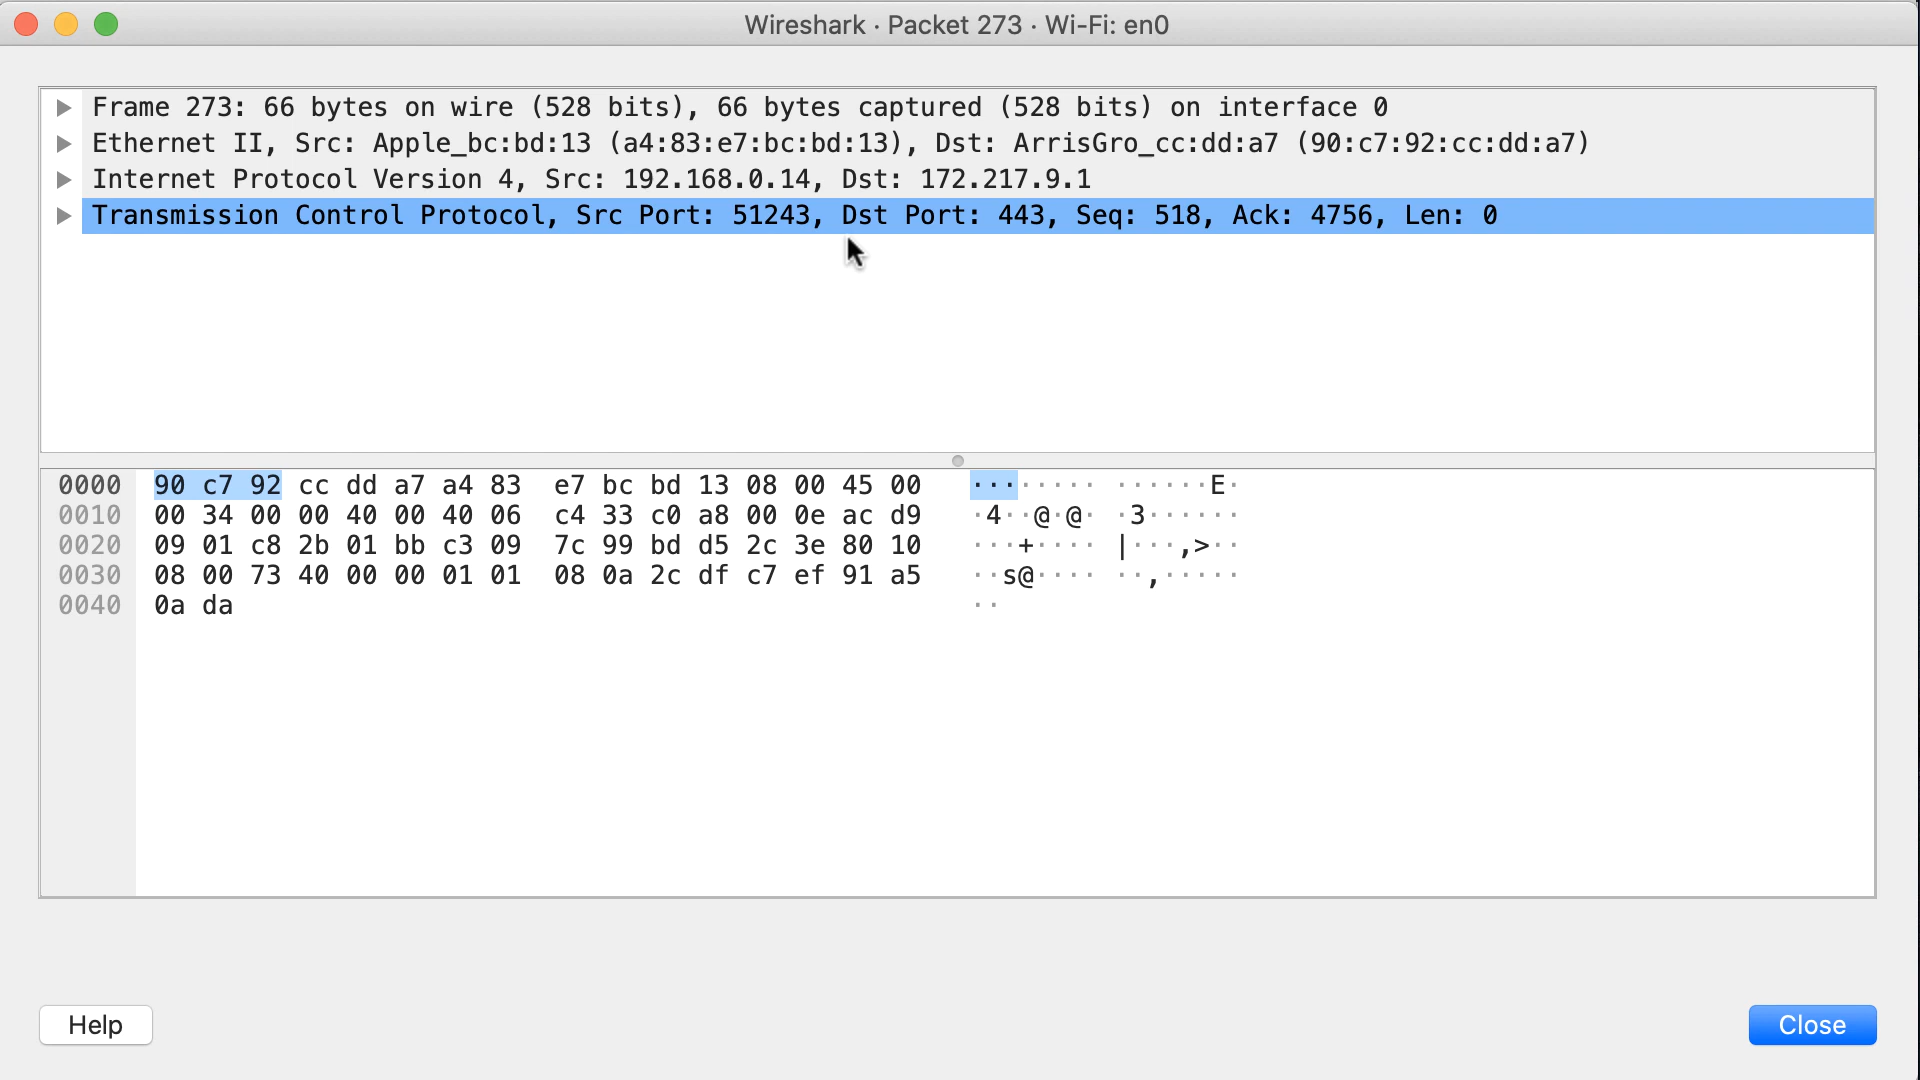 Wireshark · Packet 273 · Wi-Fi: en0
Frame 273: 66 bytes on wire (528 bits), 66 bytes captured (528 bits) on interface 0
Ethernet II, Src: Apple_bc:bd:13 (a4:83:e7:bc:bd:13), Dst: ArrisGro_cc:dd:a7 (90:c7:92:cc:dd:a7)
Internet Protocol Version 4, Src: 192.168.0.14, Dst: 172.217.9.1
Transmission Control Protocol, Src Port: 51243, Dst Port: 443, Seq: 518, Ack: 4756, Len: 0
0000 90 c7 92 cc dd a7 a4 83 e7 bc bd 13 08 00 45 00 ········ ······E·
0010 00 34 00 00 40 00 40 06 c4 33 c0 a8 00 0e ac d9 ·4··@·@· ·3······
0020 09 01 c8 2b 01 bb c3 09 7c 99 bd d5 2c 3e 80 10 ···+···· |···,>··
0030 08 00 73 40 00 00 01 01 08 0a 2c df c7 ef 91 a5 ··s@···· ··,·····
0040 0a da ··
Help
Close